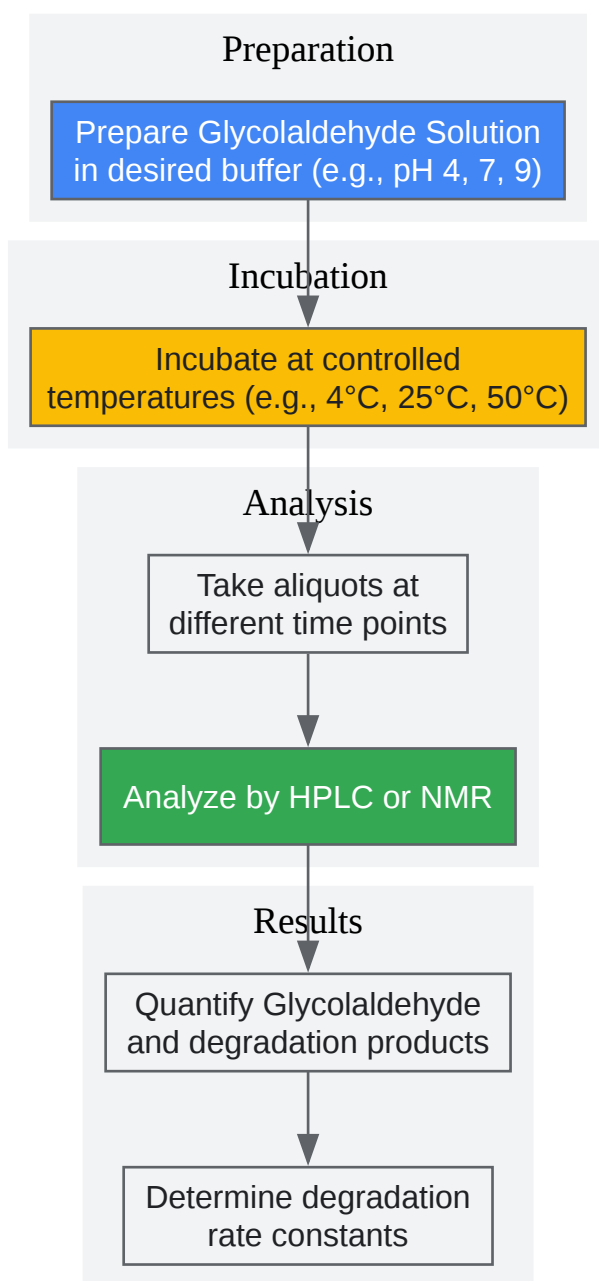 Preparation
Prepare Glycolaldehyde Solution
in desired buffer (e.g., pH 4, 7, 9)
Incubation
Incubate at controlled
temperatures (e.g., 4°C, 25°C, 50°C)
Analysis
Take aliquots at
different time points
Analyze by HPLC or NMR
Results
Quantify Glycolaldehyde
and degradation products
Determine degradation
rate constants